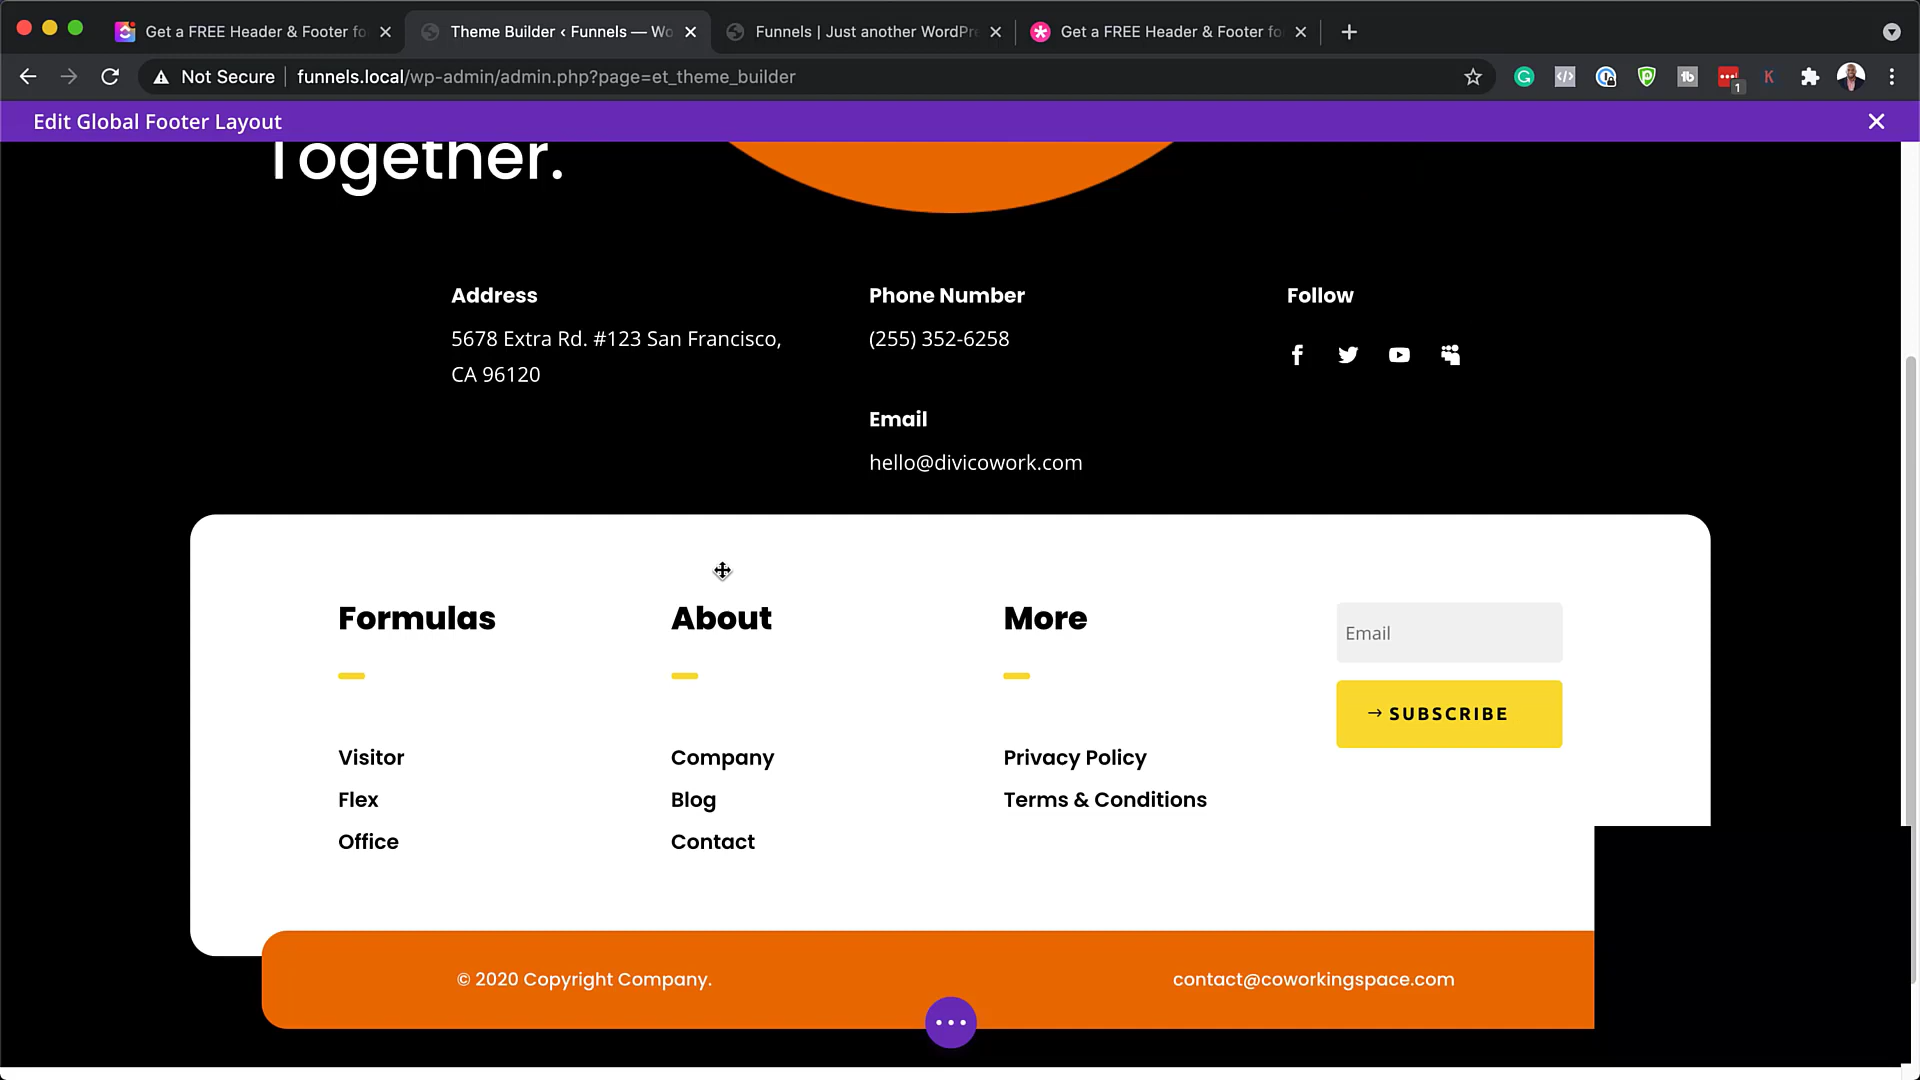 Get a FREE Header & Footer fo
Theme Builder ‹ Funnels — Wo
Funnels | Just another WordPre
Get a FREE Header & Footer fo
Not Secure
funnels.local/wp-admin/admin.php?page=et_theme_builder
1
Edit Global Footer Layout
Together.
Address
5678 Extra Rd. #123 San Francisco,
CA 96120
Phone Number
(255) 352-6258
Email
hello@divicowork.com
Follow
Formulas
Visitor
Flex
Office
About
Company
Blog
Contact
More
Privacy Policy
Terms & Conditions
Email
→ SUBSCRIBE
© 2020 Copyright Company.
contact@coworkingspace.com